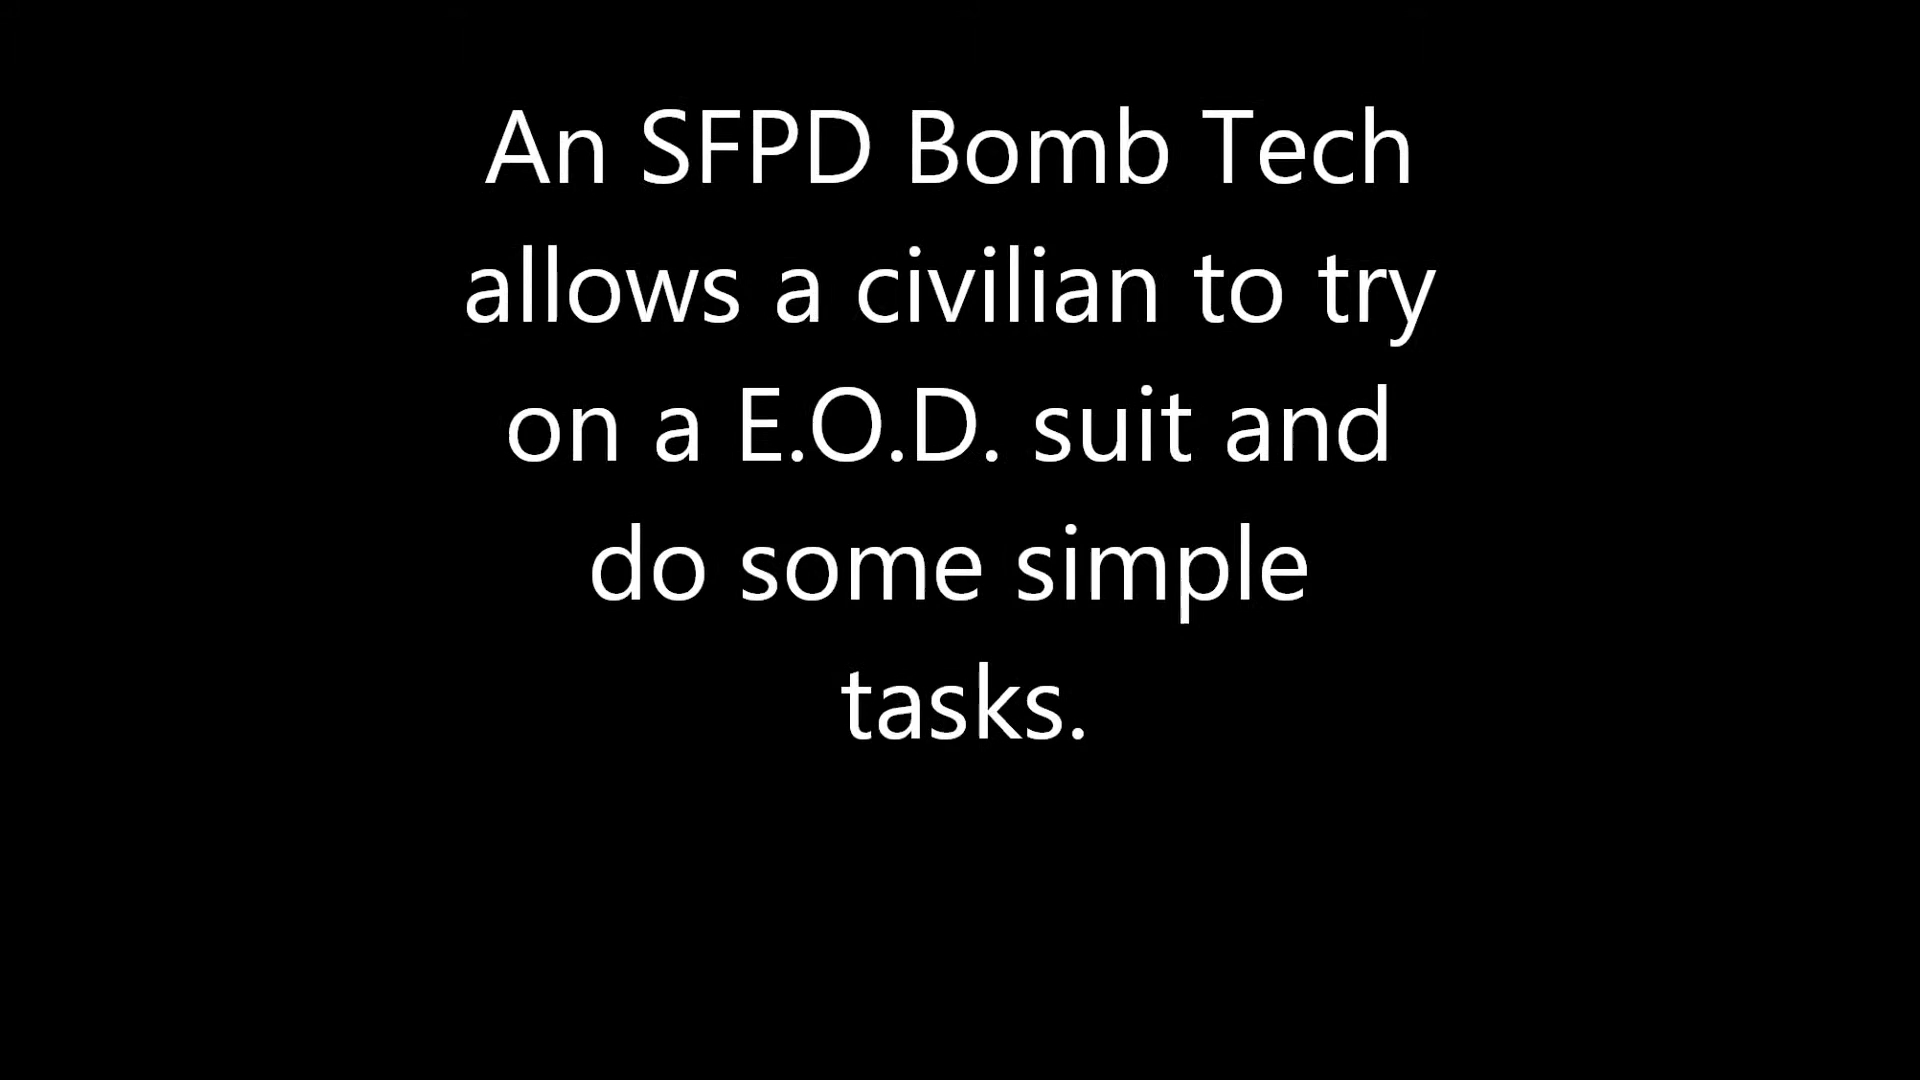 An SFPD Bomb Tech
allows a civilian to try
on a E.O.D. suit and
do some simple
tasks.